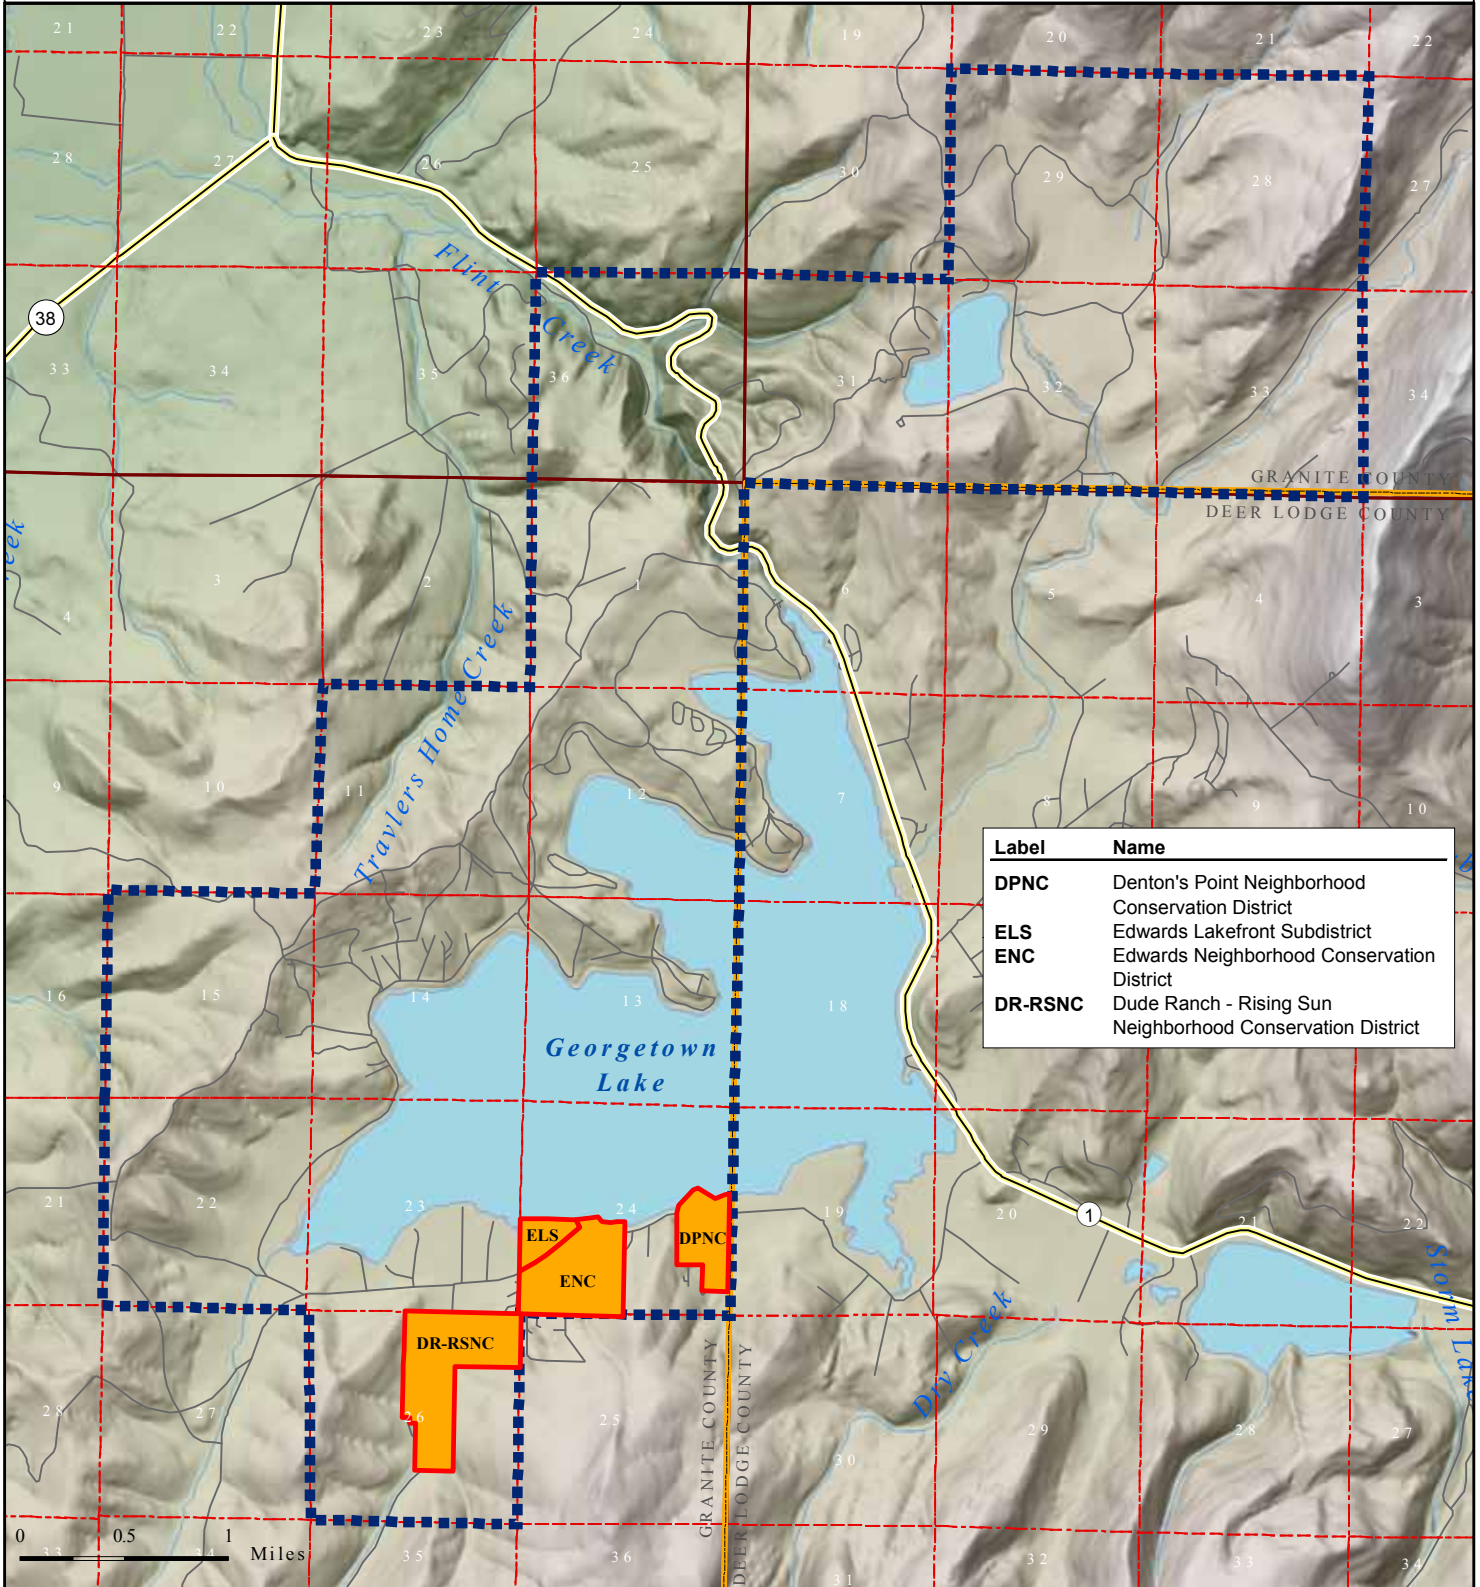 21 22 23 24 19 20 21 22
28 27 26 25 30 29 28 27
Flint
Creek
38
33 34 35 36 31 32 33 34
GRANITE COUNTY
DEER LODGE COUNTY
eek
4 3 2 1 6 5 4 3
Travlers Home Creek
9 10 11 12 7 8 9 10
Label Name
DPNC Denton's Point Neighborhood
Conservation District
ELS Edwards Lakefront Subdistrict
ENC Edwards Neighborhood Conservation
District
DR-RSNC Dude Ranch - Rising Sun
Neighborhood Conservation District
16 15 14 13 18
Georgetown
Lake
21 22 23 24 19 20 21 22
1
ELS
ENC
DPNC
DR-RSNC
Storm Lake
Dry Creek
GRANITE COUNTY
DEER LODGE COUNTY
28 27 26 25 30 29 28 27
0 0.5 1
Miles
33 34 35 36 31 32 33 34